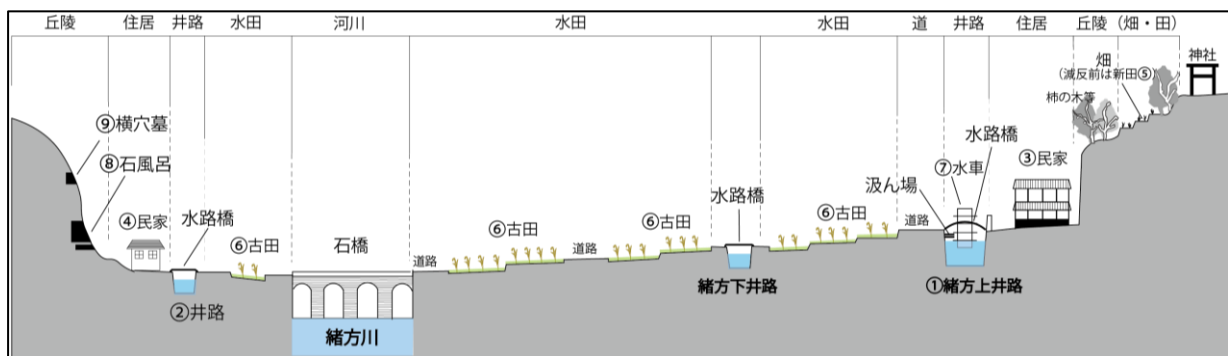 丘陵 住居 井路 水田 河川 水田 水田 道 井路 住居 丘陵（畑・田）
神社
畑
（減反前は新田⑤）
柿の木等
⑨横穴墓
水路橋
⑧石風呂
⑦水車
③民家
汲ん場
④民家
水路橋
水路橋
⑥古田
⑥古田
⑥古田
⑥古田
石橋
道路
道路
道路
緒方下井路
①緒方上井路
②井路
緒方川